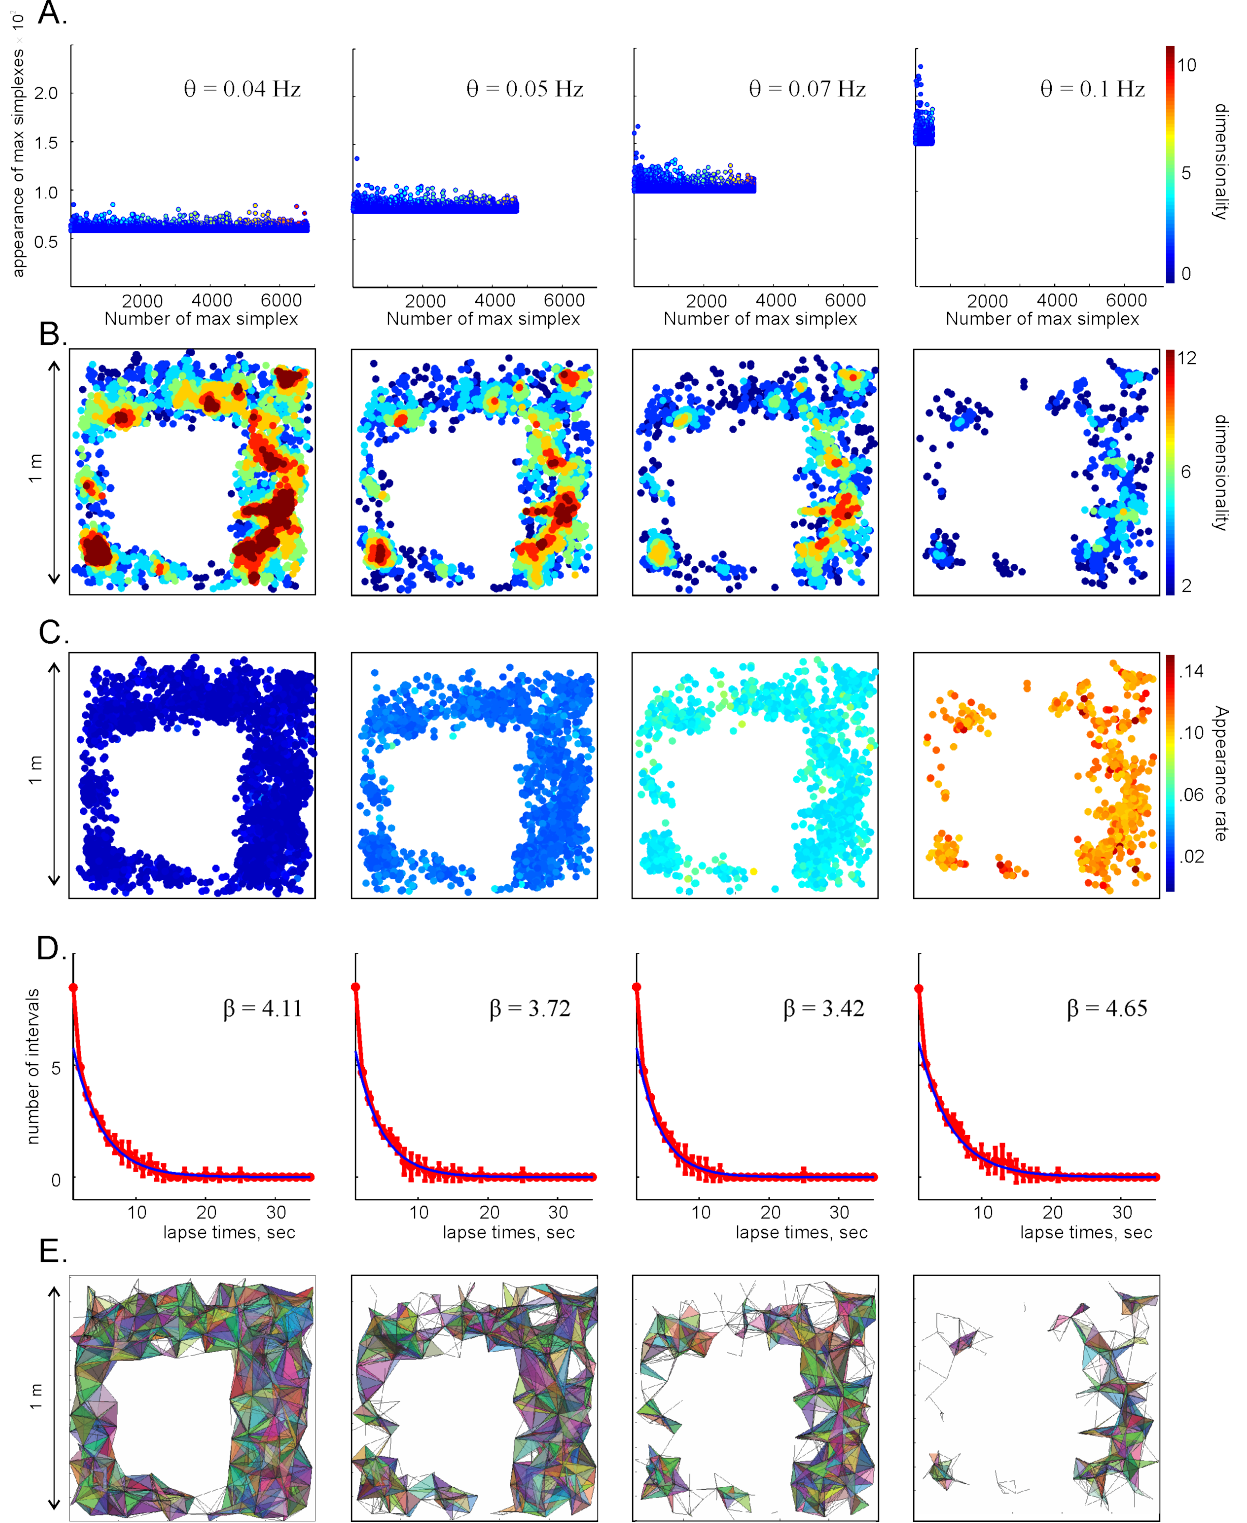 A.
appearance of max simplexes × 10²
2.0
1.5
1.0
0.5
θ = 0.04 Hz
θ = 0.05 Hz
θ = 0.07 Hz
θ = 0.1 Hz
10
5
0
dimensionality
2000 4000 6000
2000 4000 6000
2000 4000 6000
2000 4000 6000
Number of max simplex
Number of max simplex
Number of max simplex
Number of max simplex
B.
1 m
12
6
2
dimensionality
C.
1 m
.14
.10
.06
.02
Appearance rate
D.
number of intervals
5
0
β = 4.11
β = 3.72
β = 3.42
β = 4.65
10 20 30
10 20 30
10 20 30
10 20 30
lapse times, sec
lapse times, sec
lapse times, sec
lapse times, sec
E.
1 m